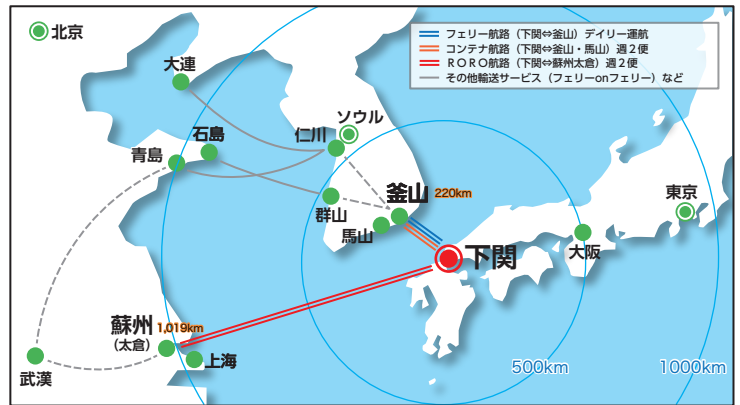 北京
フェリー航路（下関⇔釜山）デイリー運航
コンテナ航路（下関⇔釜山・馬山）週２便
ＲＯＲＯ航路（下関⇔蘇州太倉）週２便
その他輸送サービス（フェリーonフェリー）など
大連
ソウル
石島
仁川
青島
釜山 220km
東京
群山
馬山
下関
大阪
蘇州 1,019km
（太倉）
上海
武漢
500km
1000km